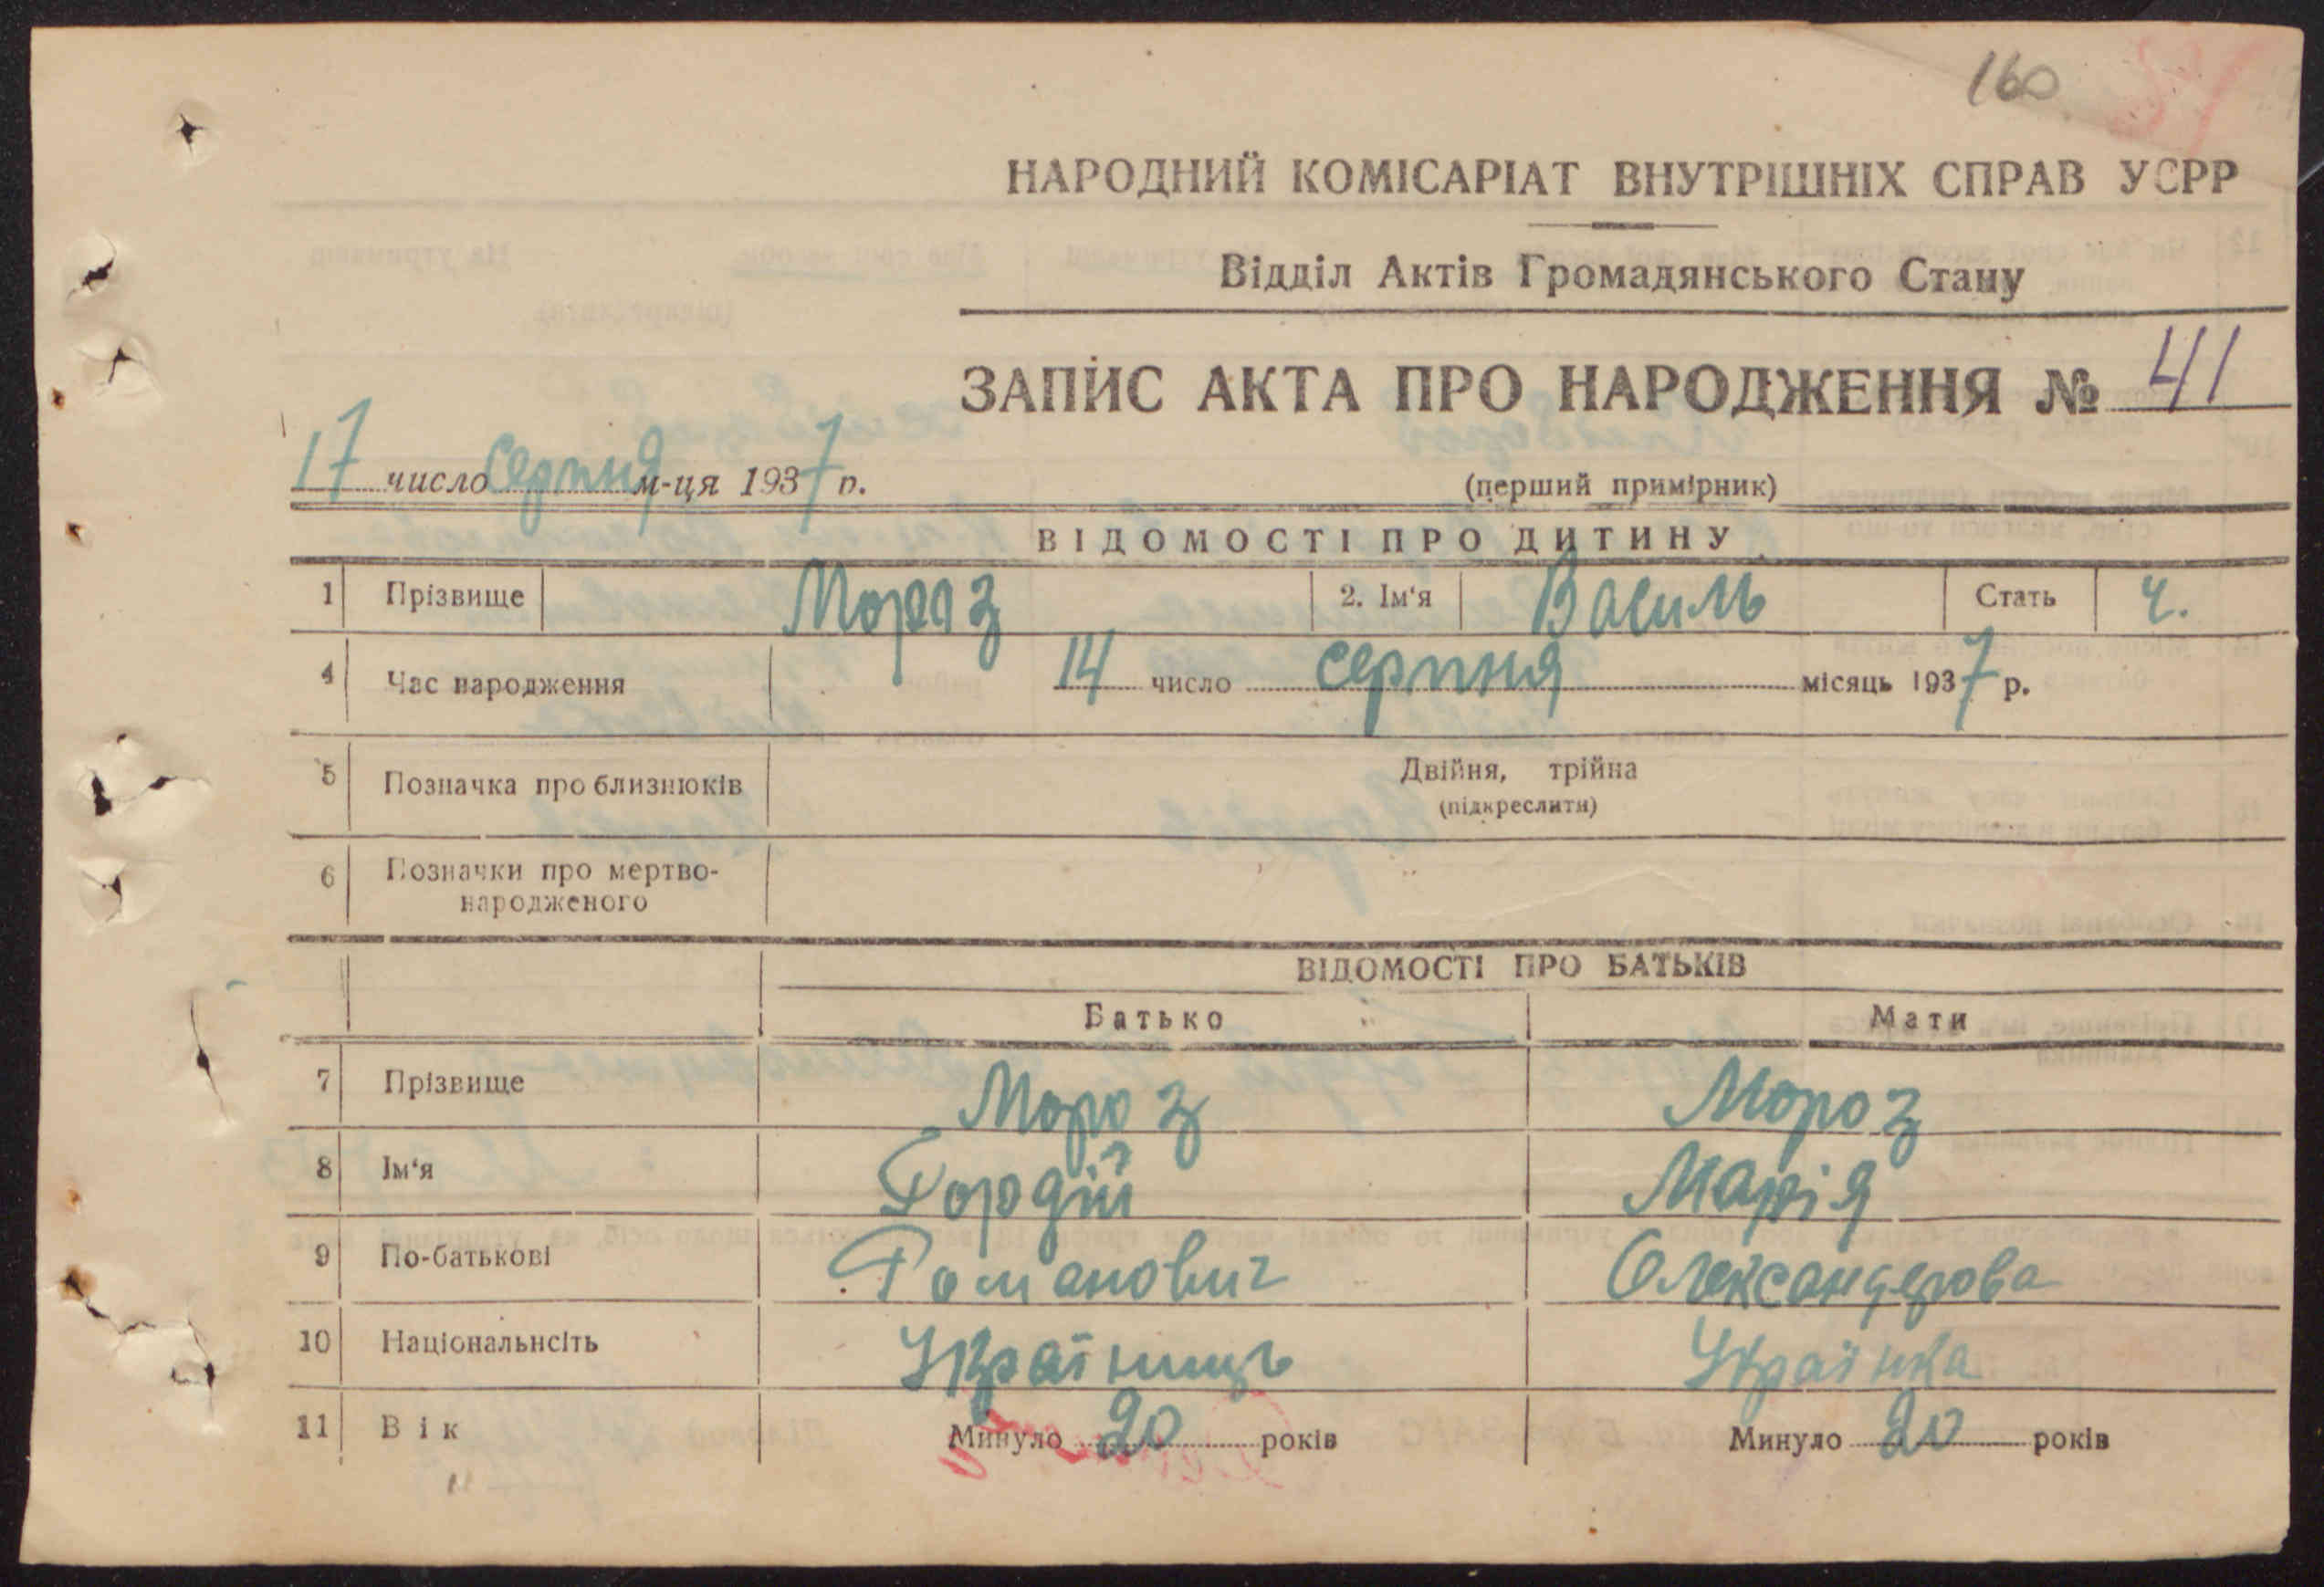 160
НАРОДНИЙ КОМІСАРІАТ ВНУТРІШНІХ СПРАВ УСРР
Відділ Актів Громадянського Стану
ЗАПИС АКТА ПРО НАРОДЖЕННЯ № 41
17 число Серпня м-ця 1937 р. (перший примірник)
ВІДОМОСТІ ПРО ДИТИНУ
1 Прізвище Мороз 2. Ім'я Василь Стать ч.
4 Час народження 14 число серпня місяць 1937 р.
5 Позначка про близнюків Двійня, трійна
(підкреслити)
6 Позначки про мертво-
народженого
ВІДОМОСТІ ПРО БАТЬКІВ
Батько Мати
7 Прізвище Мороз Мороз
8 Ім'я Гордій Марія
9 По-батькові Романович Олександрова
10 Національнсіть Українець Українка
11 Вік Минуло 20 років Минуло 20 років